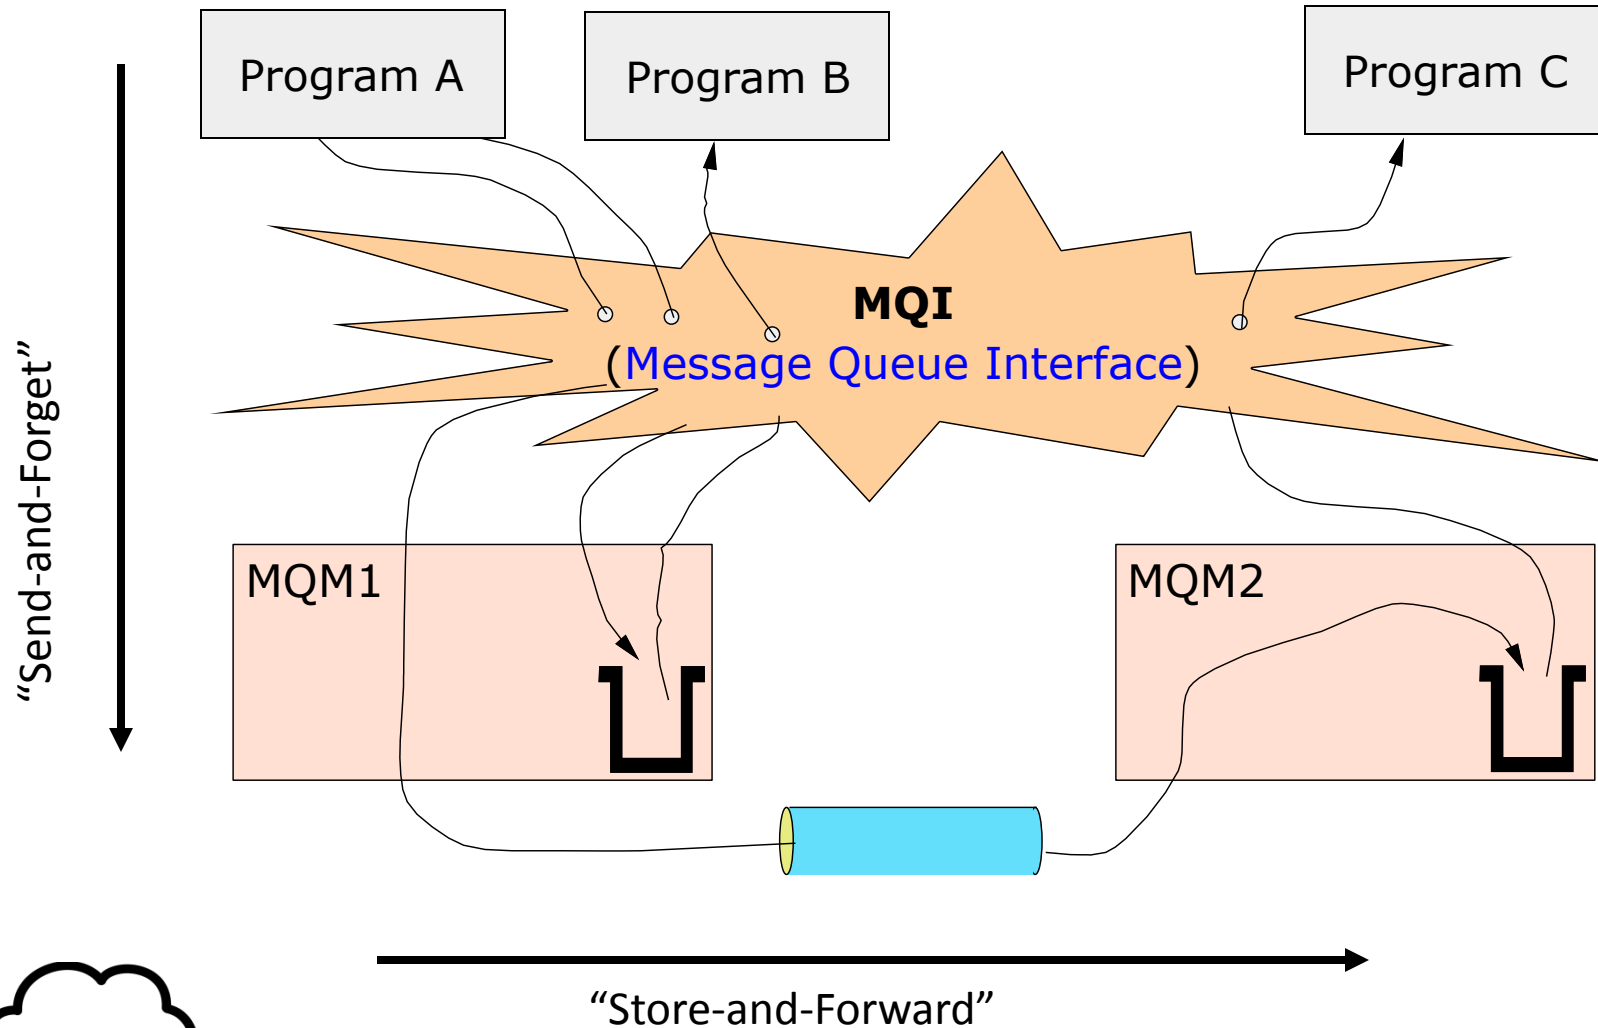 Program A
Program B
Program C
MQI
(Message Queue Interface)
“Send-and-Forget”
MQM1
MQM2
“Store-and-Forward”